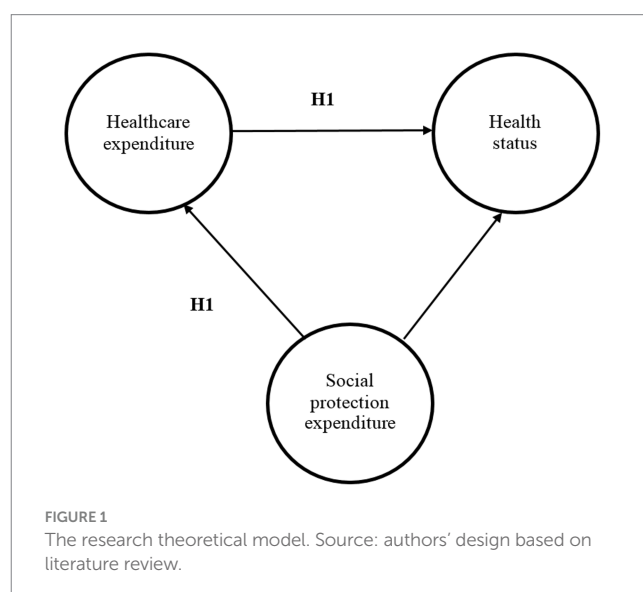 H1
Healthcare
expenditure
Health
status
H1
Social
protection
expenditure
FIGURE 1
The research theoretical model. Source: authors’ design based on
literature review.